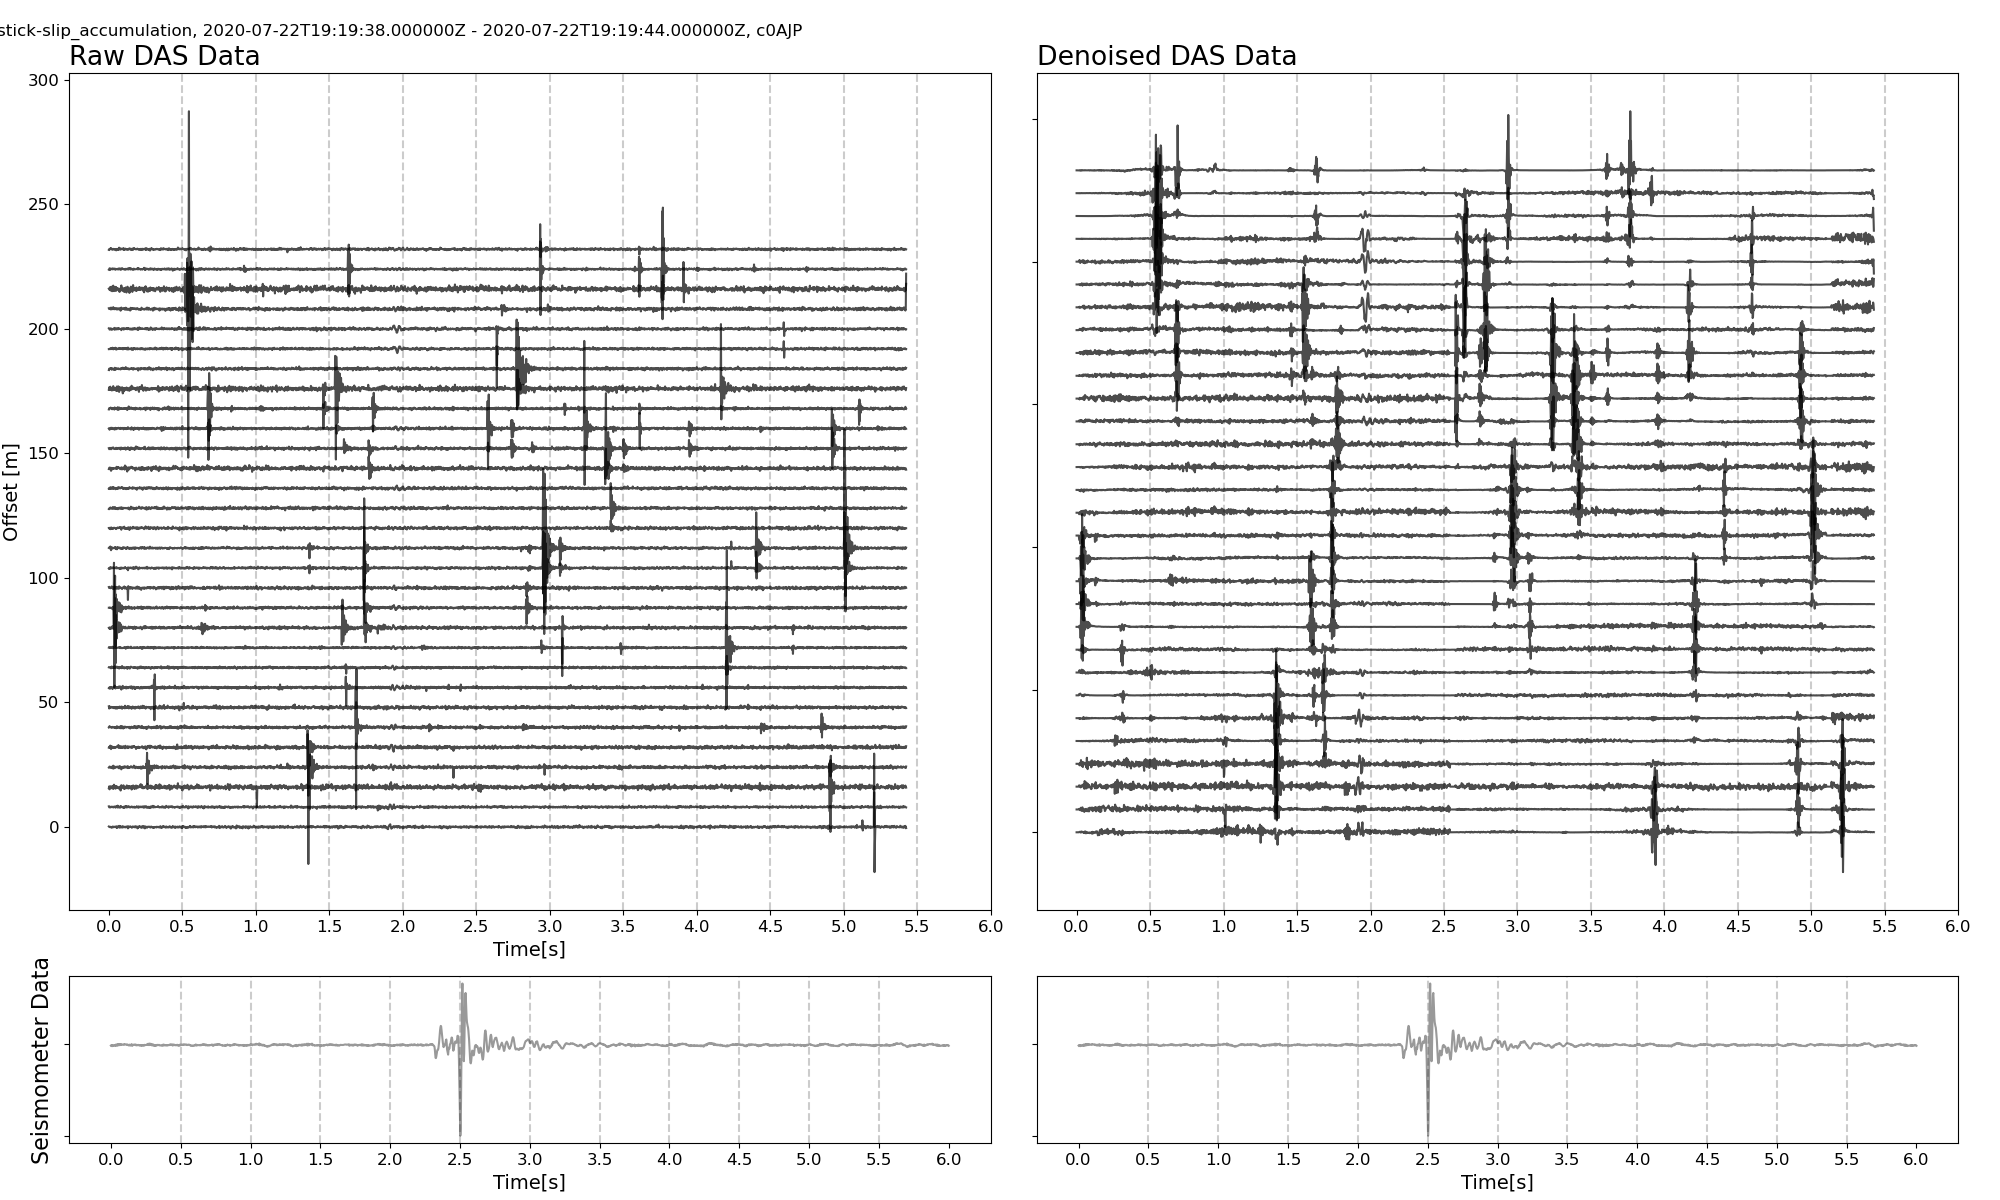 stick-slip_accumulation, 2020-07-22T19:19:38.000000Z - 2020-07-22T19:19:44.000000Z, c0AJP
Raw DAS Data
Denoised DAS Data
300
250
200
150
100
50
0
Offset [m]
0.0 0.5 1.0 1.5 2.0 2.5 3.0 3.5 4.0 4.5 5.0 5.5 6.0
Time[s]
0.0 0.5 1.0 1.5 2.0 2.5 3.0 3.5 4.0 4.5 5.0 5.5 6.0
Seismometer Data
0.0 0.5 1.0 1.5 2.0 2.5 3.0 3.5 4.0 4.5 5.0 5.5 6.0
Time[s]
0.0 0.5 1.0 1.5 2.0 2.5 3.0 3.5 4.0 4.5 5.0 5.5 6.0
Time[s]